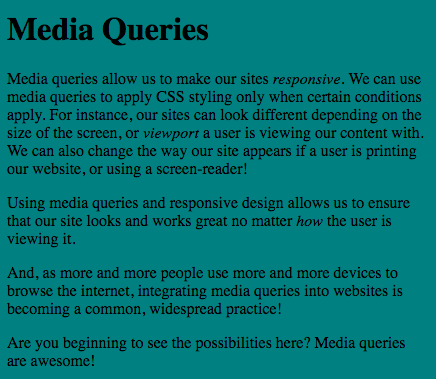 Media Queries
Media queries allow us to make our sites responsive. We can use
media queries to apply CSS styling only when certain conditions
apply. For instance, our sites can look different depending on the
size of the screen, or viewport a user is viewing our content with.
We can also change the way our site appears if a user is printing
our website, or using a screen-reader!
Using media queries and responsive design allows us to ensure
that our site looks and works great no matter how the user is
viewing it.
And, as more and more people use more and more devices to
browse the internet, integrating media queries into websites is
becoming a common, widespread practice!
Are you beginning to see the possibilities here? Media queries
are awesome!